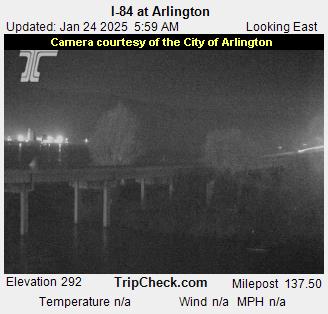 I-84 at Arlington
Updated: Jan 24 2025 5:59 AM Looking East
Camera courtesy of the City of Arlington
Elevation 292 TripCheck.com Milepost 137.50
Temperature n/a Wind n/a MPH n/a